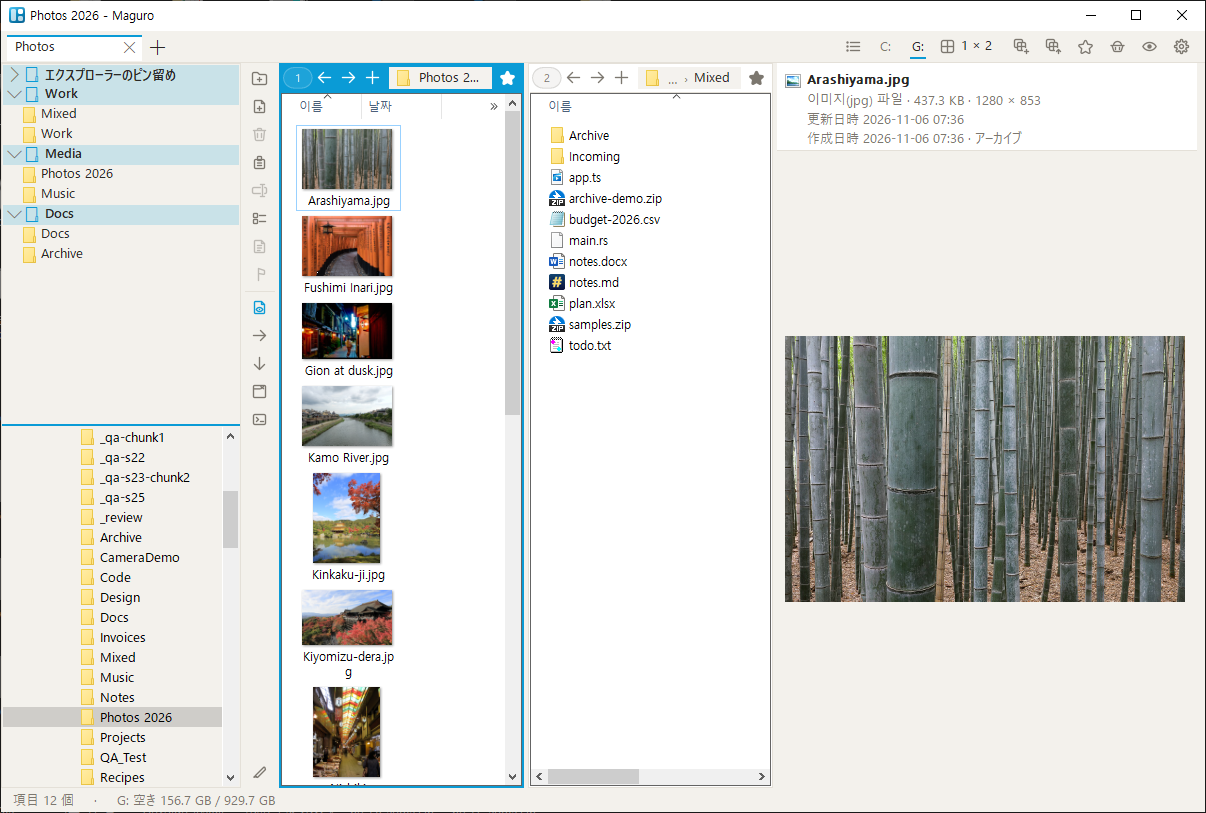 Photos 2026 - Maguro
Photos
C: G: 1 × 2
エクスプローラーのピン留め
Work
Mixed
Work
Media
Photos 2026
Music
Docs
Docs
Archive
_qa-chunk1
_qa-s22
_qa-s23-chunk2
_qa-s25
_review
Archive
CameraDemo
Code
Design
Docs
Invoices
Mixed
Music
Notes
Photos 2026
Projects
QA_Test
Recipes
1 Photos 2...
이름 날짜 »
Arashiyama.jpg
Fushimi Inari.jpg
Gion at dusk.jpg
Kamo River.jpg
Kinkaku-ji.jpg
Kiyomizu-dera.jp
g
2 ... › Mixed
이름
Archive
Incoming
app.ts
archive-demo.zip
budget-2026.csv
main.rs
notes.docx
notes.md
plan.xlsx
samples.zip
todo.txt
Arashiyama.jpg
이미지(jpg) 파일 · 437.3 KB · 1280 × 853
更新日時 2026-11-06 07:36
作成日時 2026-11-06 07:36 · アーカイブ
項目 12 個 · G: 空き 156.7 GB / 929.7 GB